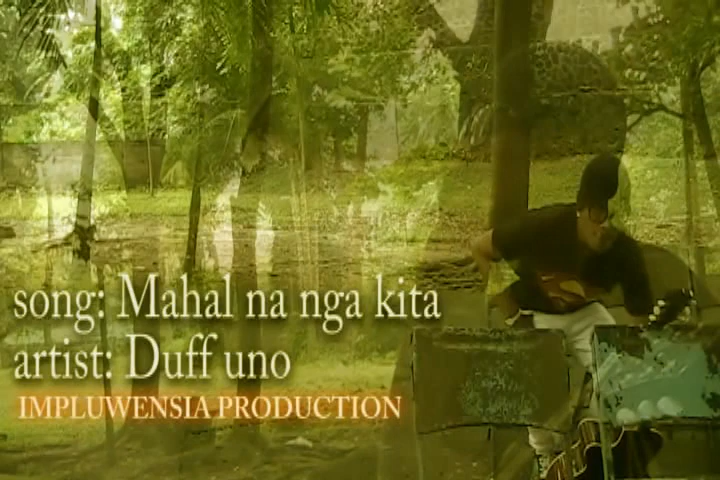 song: Mahal na nga kita
artist: Duff uno
IMPLUWENSIA PRODUCTION